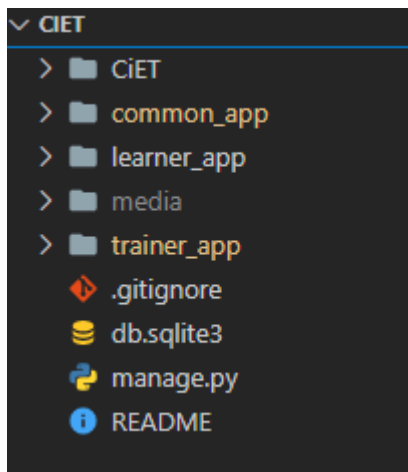 CIET
CiET
common_app
learner_app
media
trainer_app
.gitignore
db.sqlite3
manage.py
README